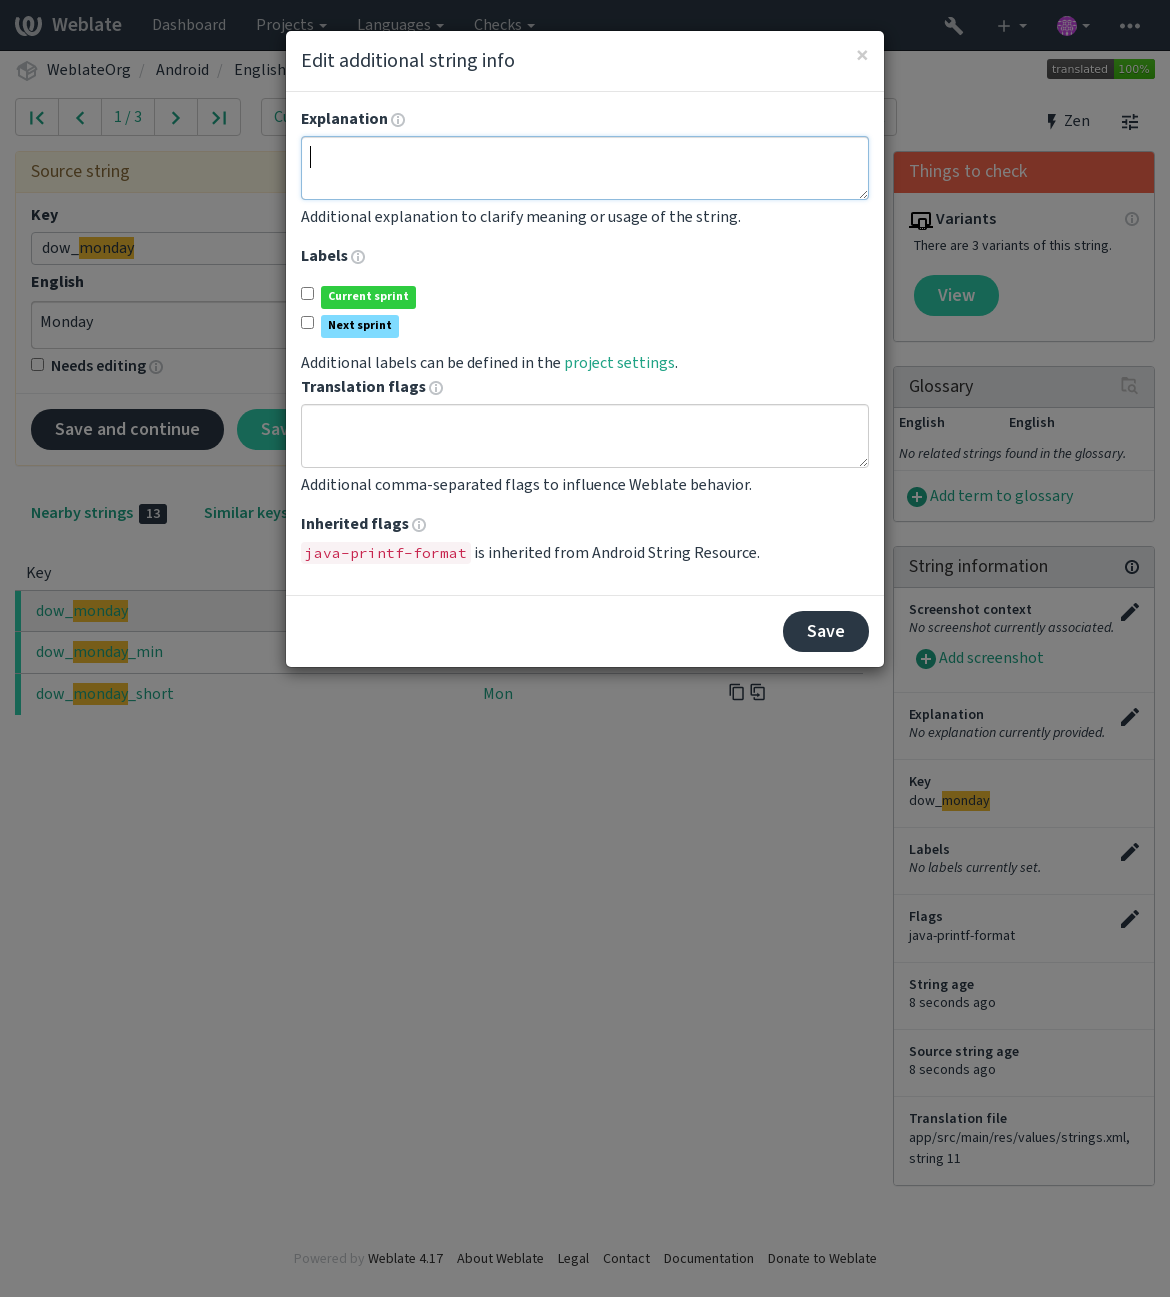 Weblate Dashboard Projects Languages Checks
WeblateOrg / Android / English
translated 100%
1 / 3
Zen
Edit additional string info
×
Explanation
Additional explanation to clarify meaning or usage of the string.
Labels
Current sprint
Next sprint
Additional labels can be defined in the project settings.
Translation flags
Additional comma-separated flags to influence Weblate behavior.
Inherited flags
java-printf-format is inherited from Android String Resource.
Save
Source string
Key
dow_monday
English
Monday
Needs editing
Save and continue
Nearby strings 13 Similar keys
Key
dow_monday
dow_monday_min
dow_monday_short Mon
Things to check
Variants
There are 3 variants of this string.
View
Glossary
English English
No related strings found in the glossary.
Add term to glossary
String information
Screenshot context
No screenshot currently associated.
Add screenshot
Explanation
No explanation currently provided.
Key
dow_monday
Labels
No labels currently set.
Flags
java-printf-format
String age
8 seconds ago
Source string age
8 seconds ago
Translation file
app/src/main/res/values/strings.xml,
string 11
Powered by Weblate 4.17 About Weblate Legal Contact Documentation Donate to Weblate